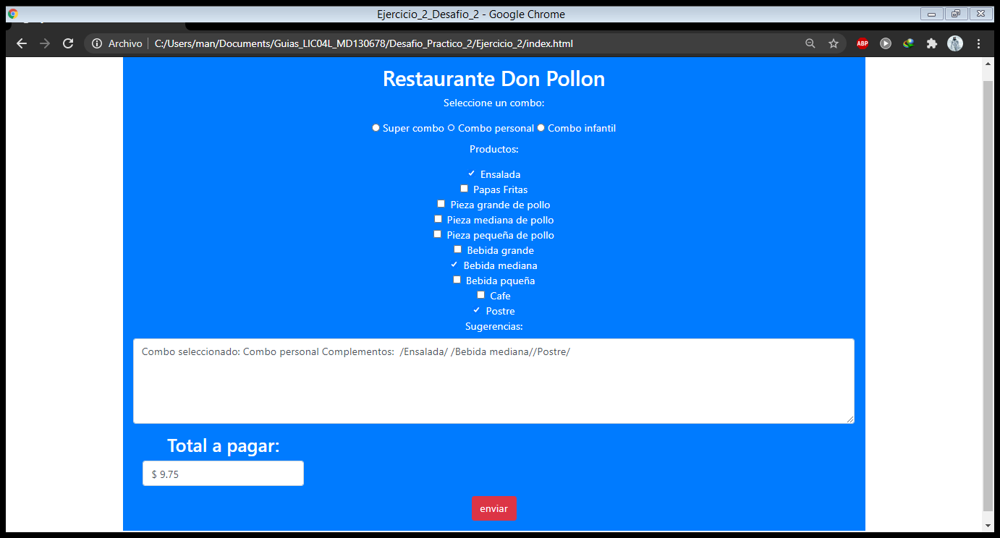 Ejercicio_2_Desafio_2 - Google Chrome
Archivo | C:/Users/man/Documents/Guias_LIC04L_MD130678/Desafio_Practico_2/Ejercicio_2/index.html
ABP
Restaurante Don Pollon
Seleccione un combo:
Super combo Combo personal Combo infantil
Productos:
Ensalada
Papas Fritas
Pieza grande de pollo
Pieza mediana de pollo
Pieza pequeña de pollo
Bebida grande
Bebida mediana
Bebida pqueña
Cafe
Postre
Sugerencias:
Combo seleccionado: Combo personal Complementos: /Ensalada/ /Bebida mediana//Postre/
Total a pagar:
$ 9.75
enviar